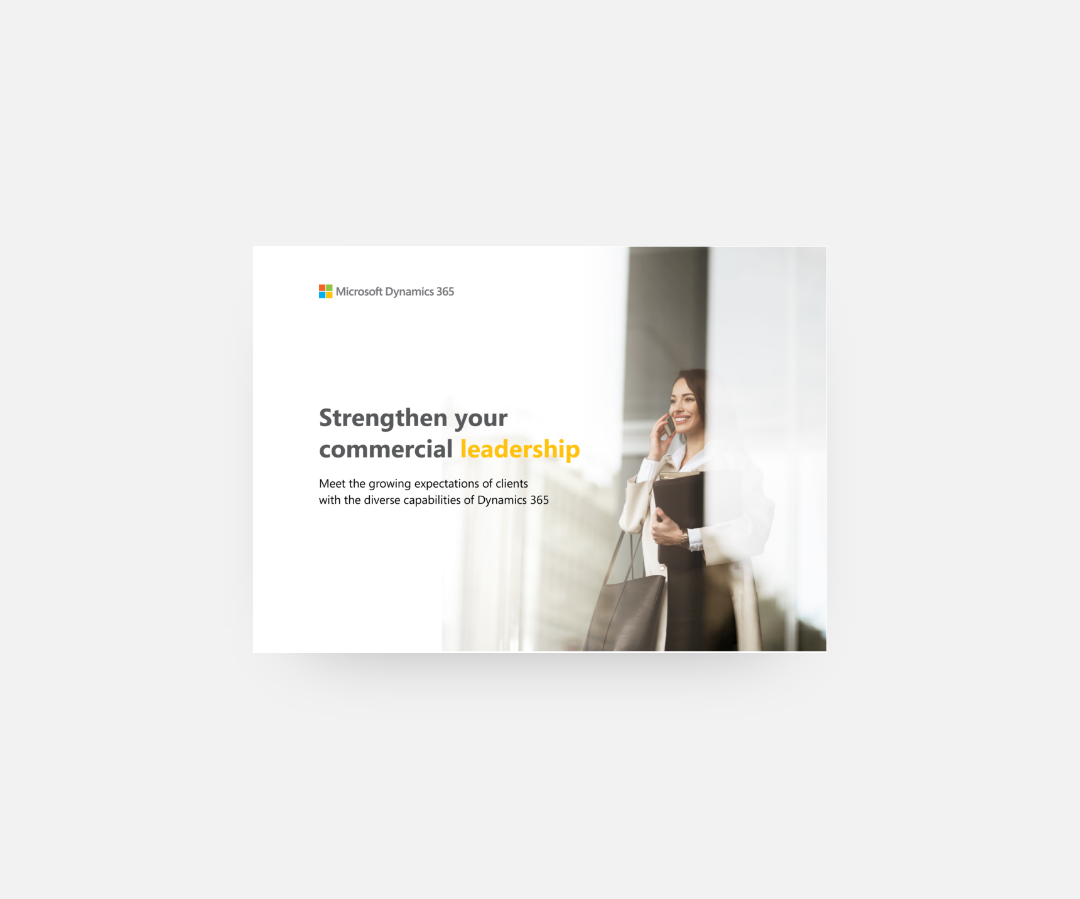 Microsoft Dynamics 365
Strengthen your
commercial leadership
Meet the growing expectations of clients
with the diverse capabilities of Dynamics 365